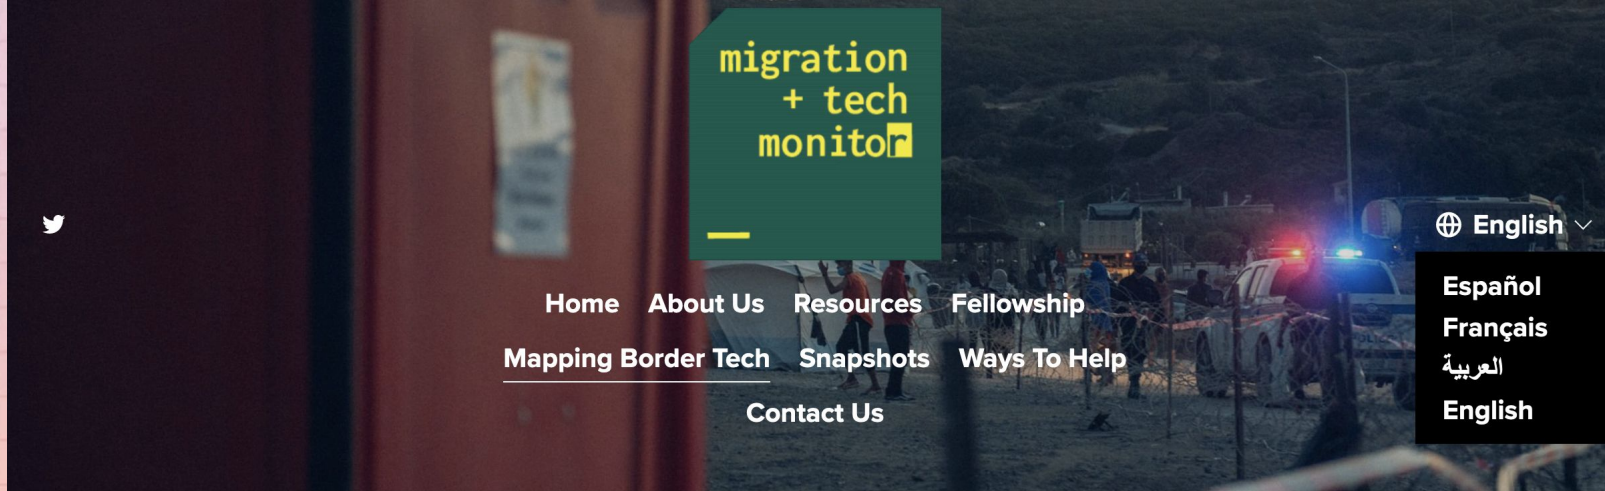 migration
+ tech
monitor
English
Español
Français
العربية
English
Home About Us Resources Fellowship
Mapping Border Tech Snapshots Ways To Help
Contact Us